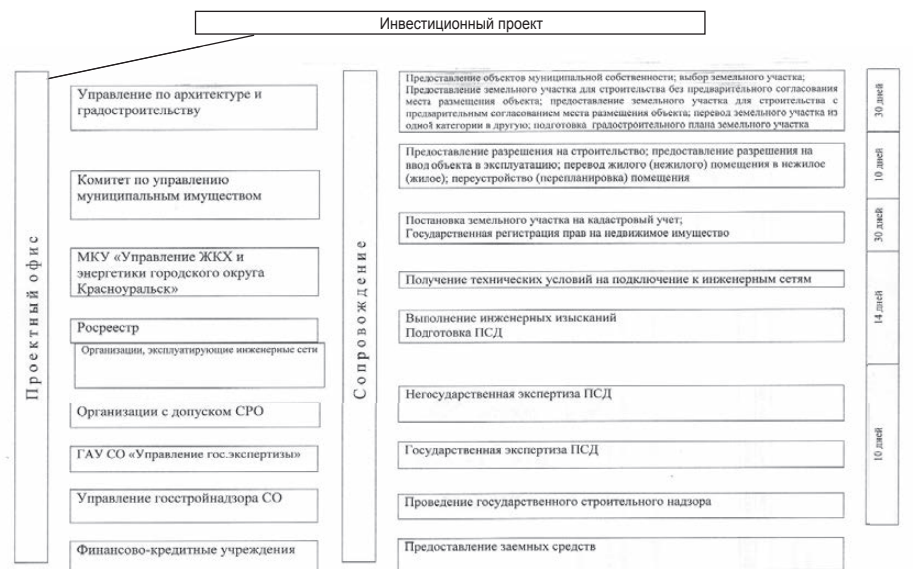 Инвестиционный проект
Проектный офис
Управление по архитектуре и
градостроительству
Комитет по управлению
муниципальным имуществом
МКУ «Управление ЖКХ и
энергетики городского округа
Красноуральск»
Росреестр
Организации, эксплуатирующие инженерные сети
Организации с допуском СРО
ГАУ СО «Управление гос.экспертизы»
Управление госстройнадзора СО
Финансово-кредитные учреждения
Сопровождение
Предоставление объектов муниципальной собственности; выбор земельного участка;
Предоставление земельного участка для строительства без предварительного согласования
места размещения объекта; предоставление земельного участка для строительства с
предварительным согласованием места размещения объекта; перевод земельного участка из
одной категории в другую; подготовка градостроительного плана земельного участка
Предоставление разрешения на строительство; предоставление разрешения на
ввод объекта в эксплуатацию; перевод жилого (нежилого) помещения в нежилое
(жилое); переустройство (перепланировка) помещения
Постановка земельного участка на кадастровый учет;
Государственная регистрация прав на недвижимое имущество
Получение технических условий на подключение к инженерным сетям
Выполнение инженерных изысканий
Подготовка ПСД
Негосударственная экспертиза ПСД
Государственная экспертиза ПСД
Проведение государственного строительного надзора
Предоставление заемных средств
30 дней
10 дней
30 дней
14 дней
10 дней